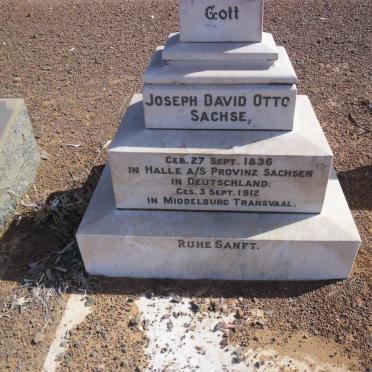 Gott
JOSEPH DAVID OTTO
SACHSE,
GEB. 27 SEPT. 1836
IN HALLE A/S PROVINZ SACHSEN
IN DEUTSCHLAND.
GES. 3 SEPT. 1912
IN MIDDELBURG TRANSVAAL.
RUHE SANFT.